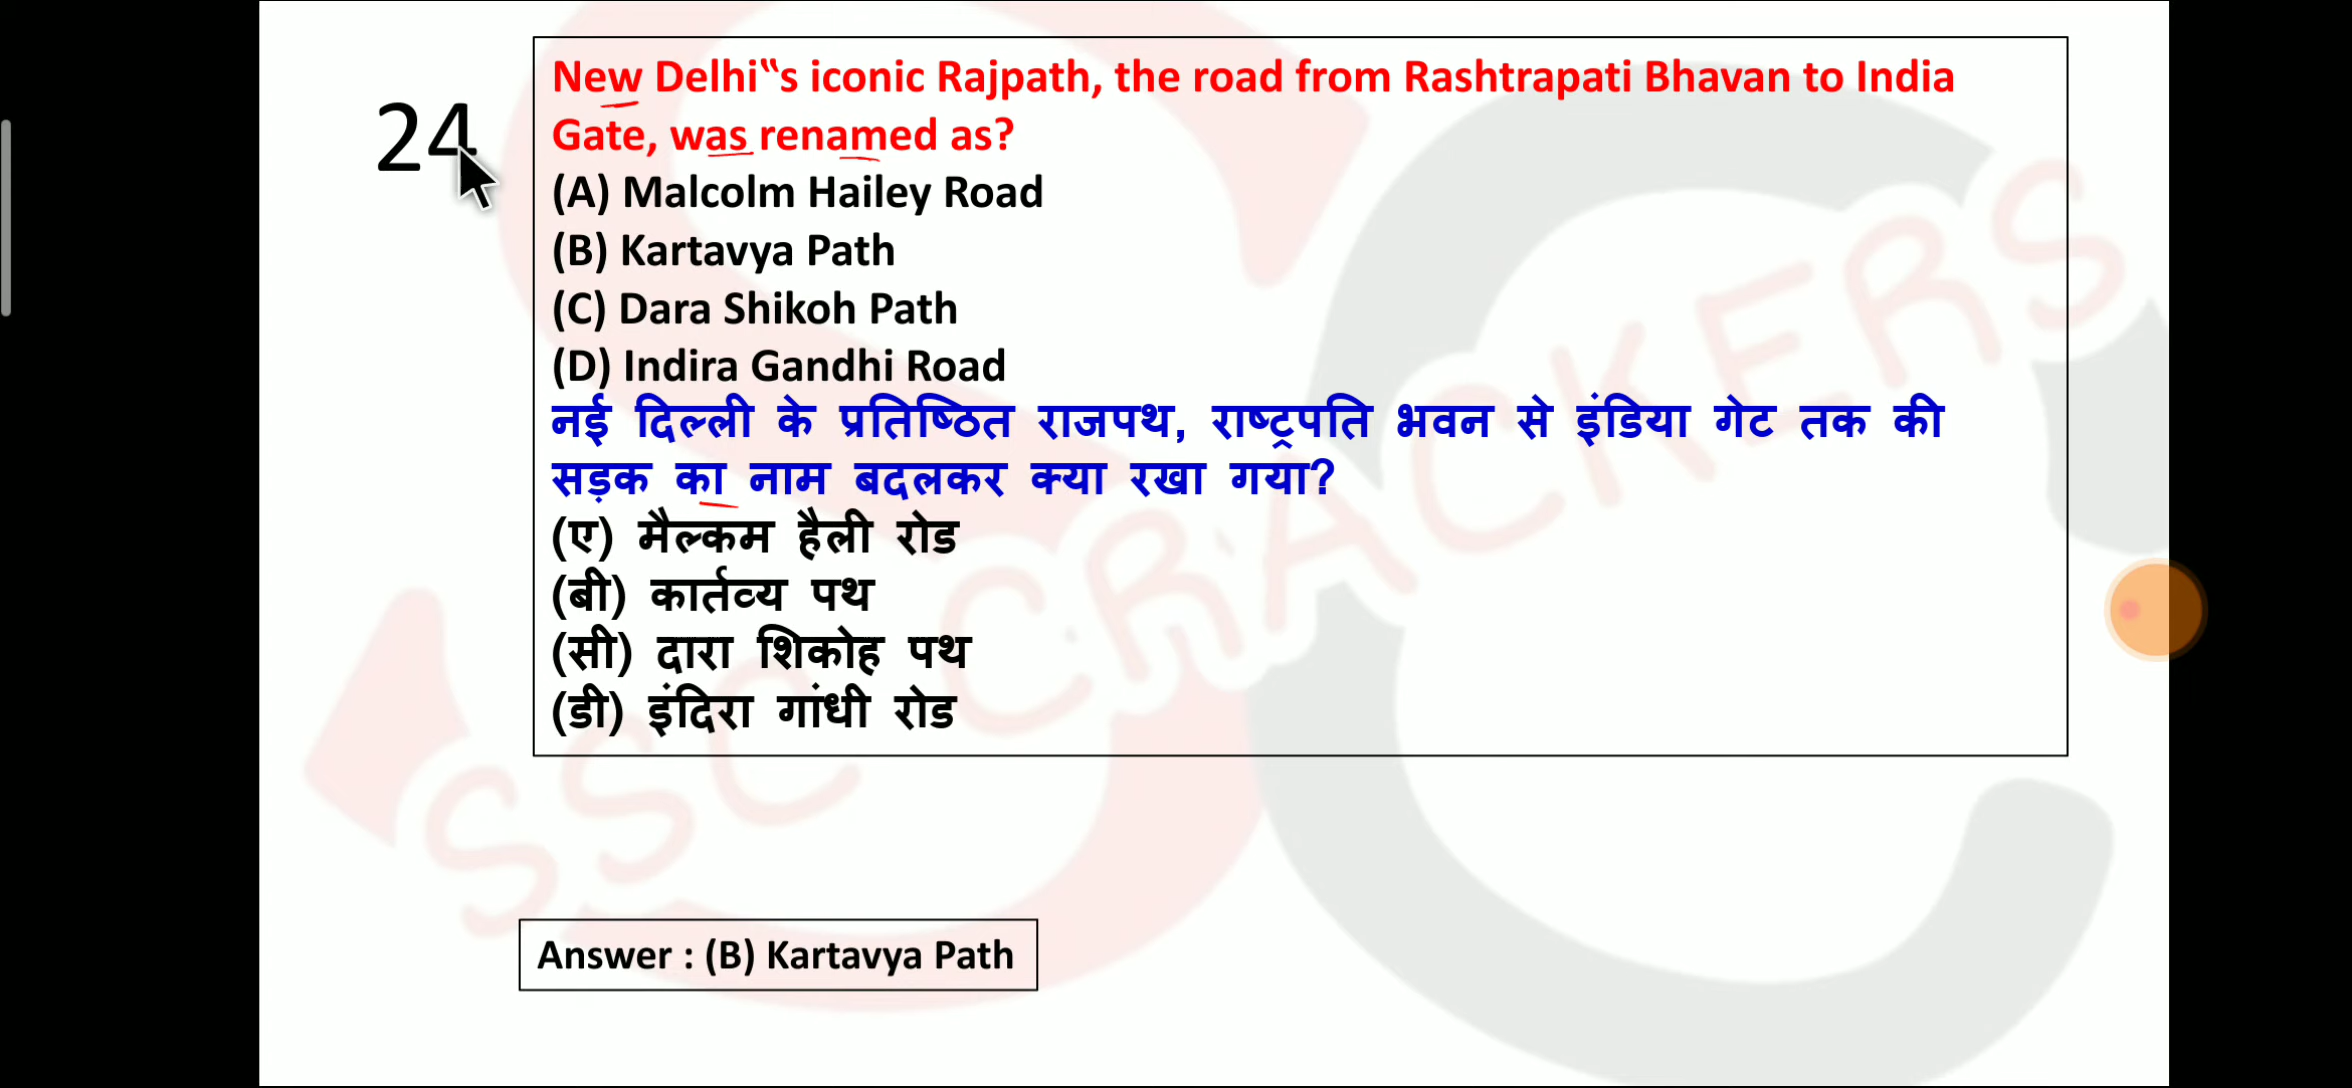 24
New Delhi‟s iconic Rajpath, the road from Rashtrapati Bhavan to India
Gate, was renamed as?
(A) Malcolm Hailey Road
(B) Kartavya Path
(C) Dara Shikoh Path
(D) Indira Gandhi Road
नई दिल्ली के प्रतिष्ठित राजपथ, राष्ट्रपति भवन से इंडिया गेट तक की
सड़क का नाम बदलकर क्या रखा गया?
(ए) मैल्कम हैली रोड
(बी) कार्तव्य पथ
(सी) दारा शिकोह पथ
(डी) इंदिरा गांधी रोड
SSC CRACKERS
Answer : (B) Kartavya Path